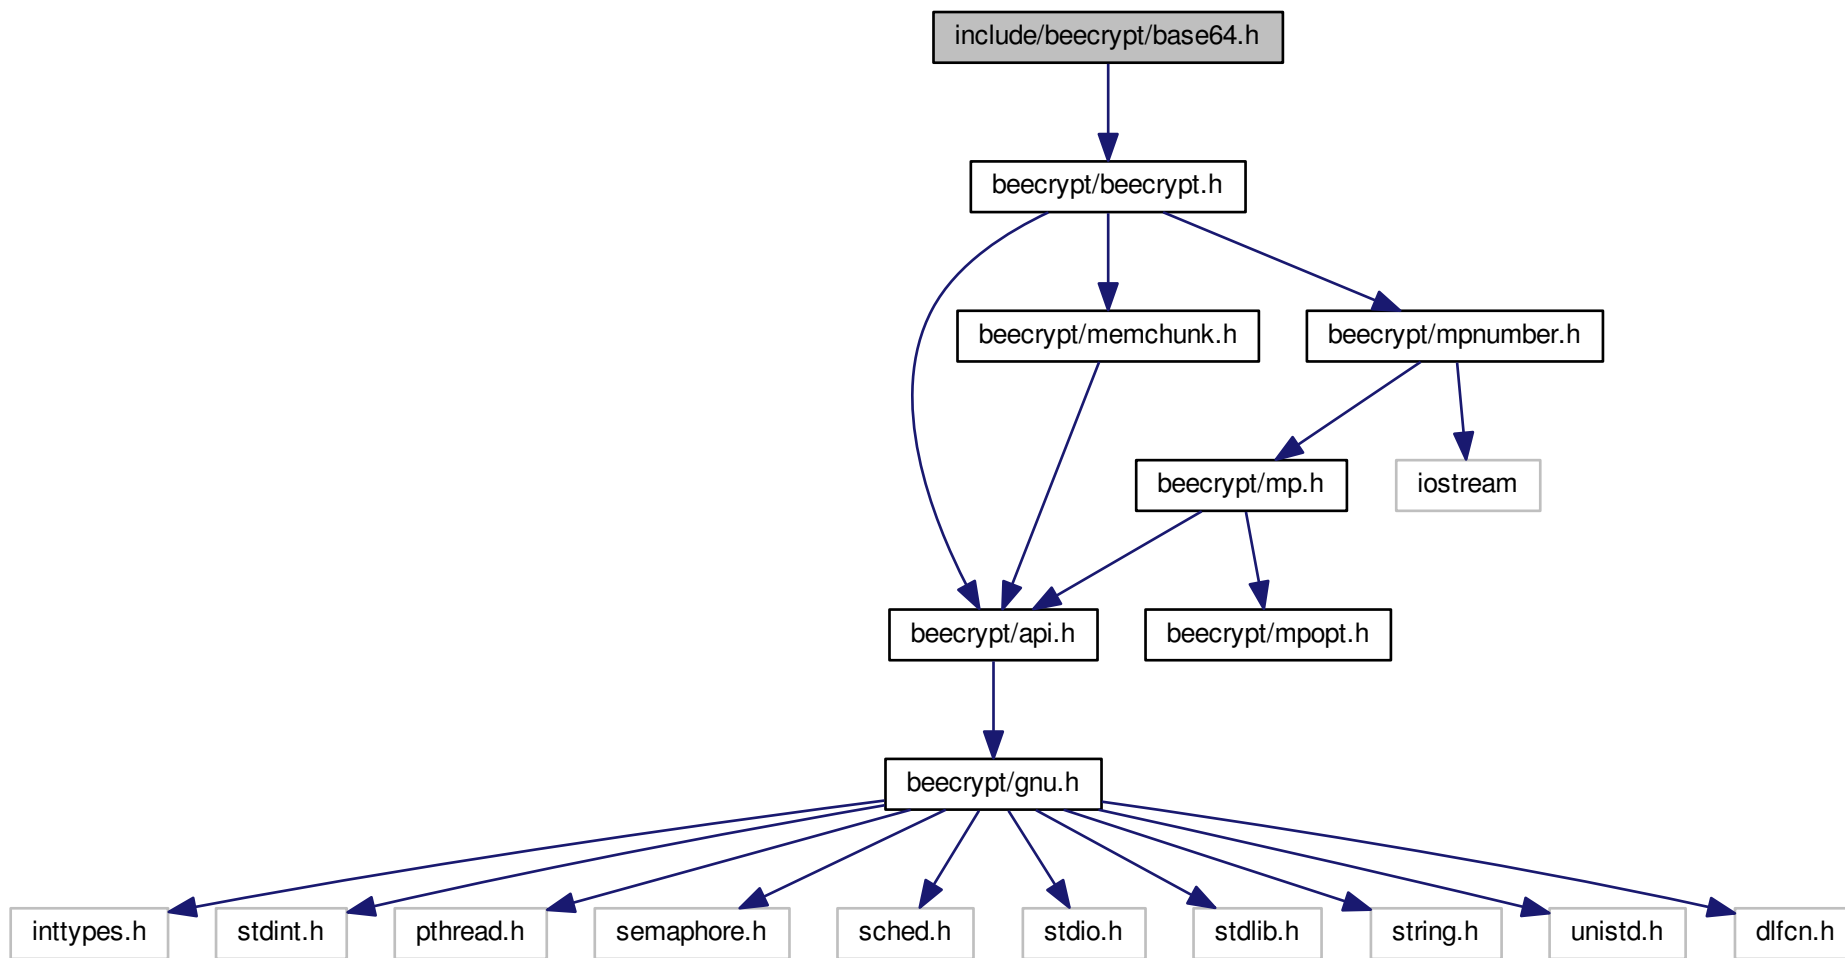 include/beecrypt/base64.h
beecrypt/beecrypt.h
beecrypt/memchunk.h
beecrypt/mpnumber.h
beecrypt/mp.h
iostream
beecrypt/api.h
beecrypt/mpopt.h
beecrypt/gnu.h
inttypes.h
stdint.h
pthread.h
semaphore.h
sched.h
stdio.h
stdlib.h
string.h
unistd.h
dlfcn.h